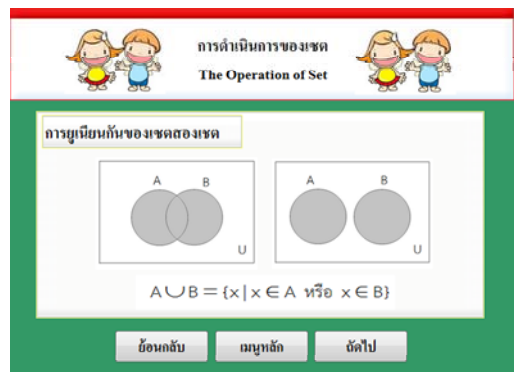 การดำเนินการของเซต
The Operation of Set
การยูเนียนกันของเซตสองเซต
A B
U
A B
U
A∪B = {x | x ∈ A หรือ x ∈ B}
ย้อนกลับ เมนูหลัก ถัดไป